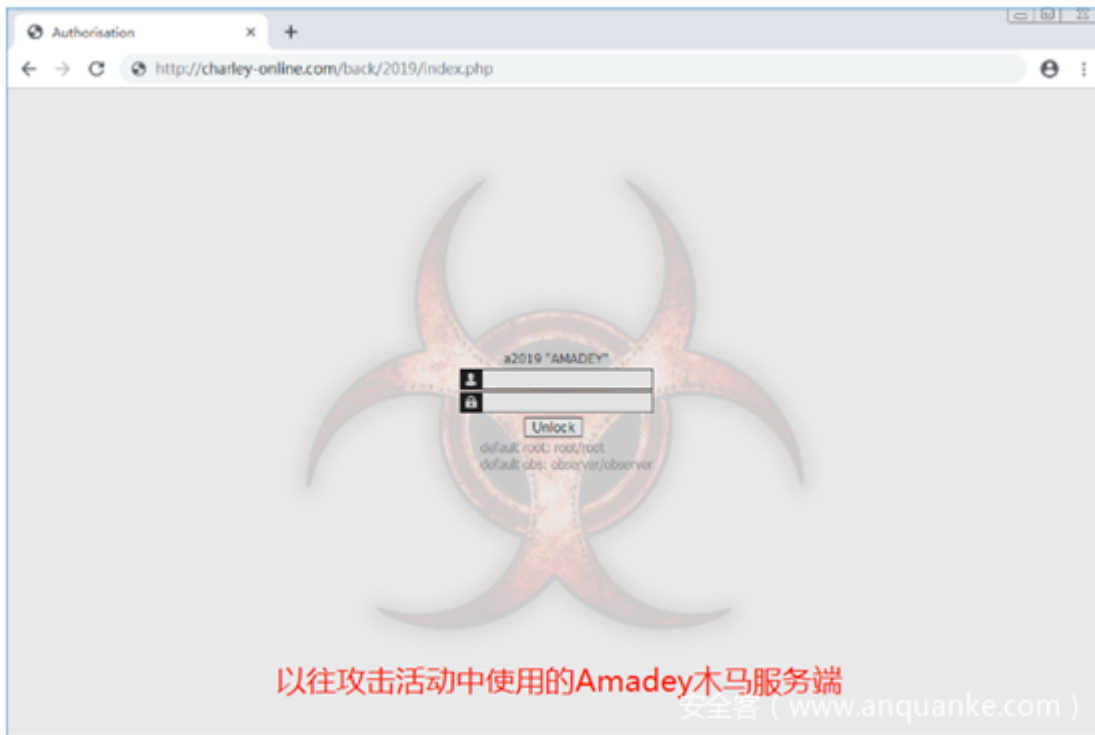 Authorisation
http://charley-online.com/back/2019/index.php
a2019 "AMADEY"
Unlock
default root: root/root
default obs: observer/observer
以往攻击活动中使用的Amadey木马服务端
安全客（www.anquanke.com）